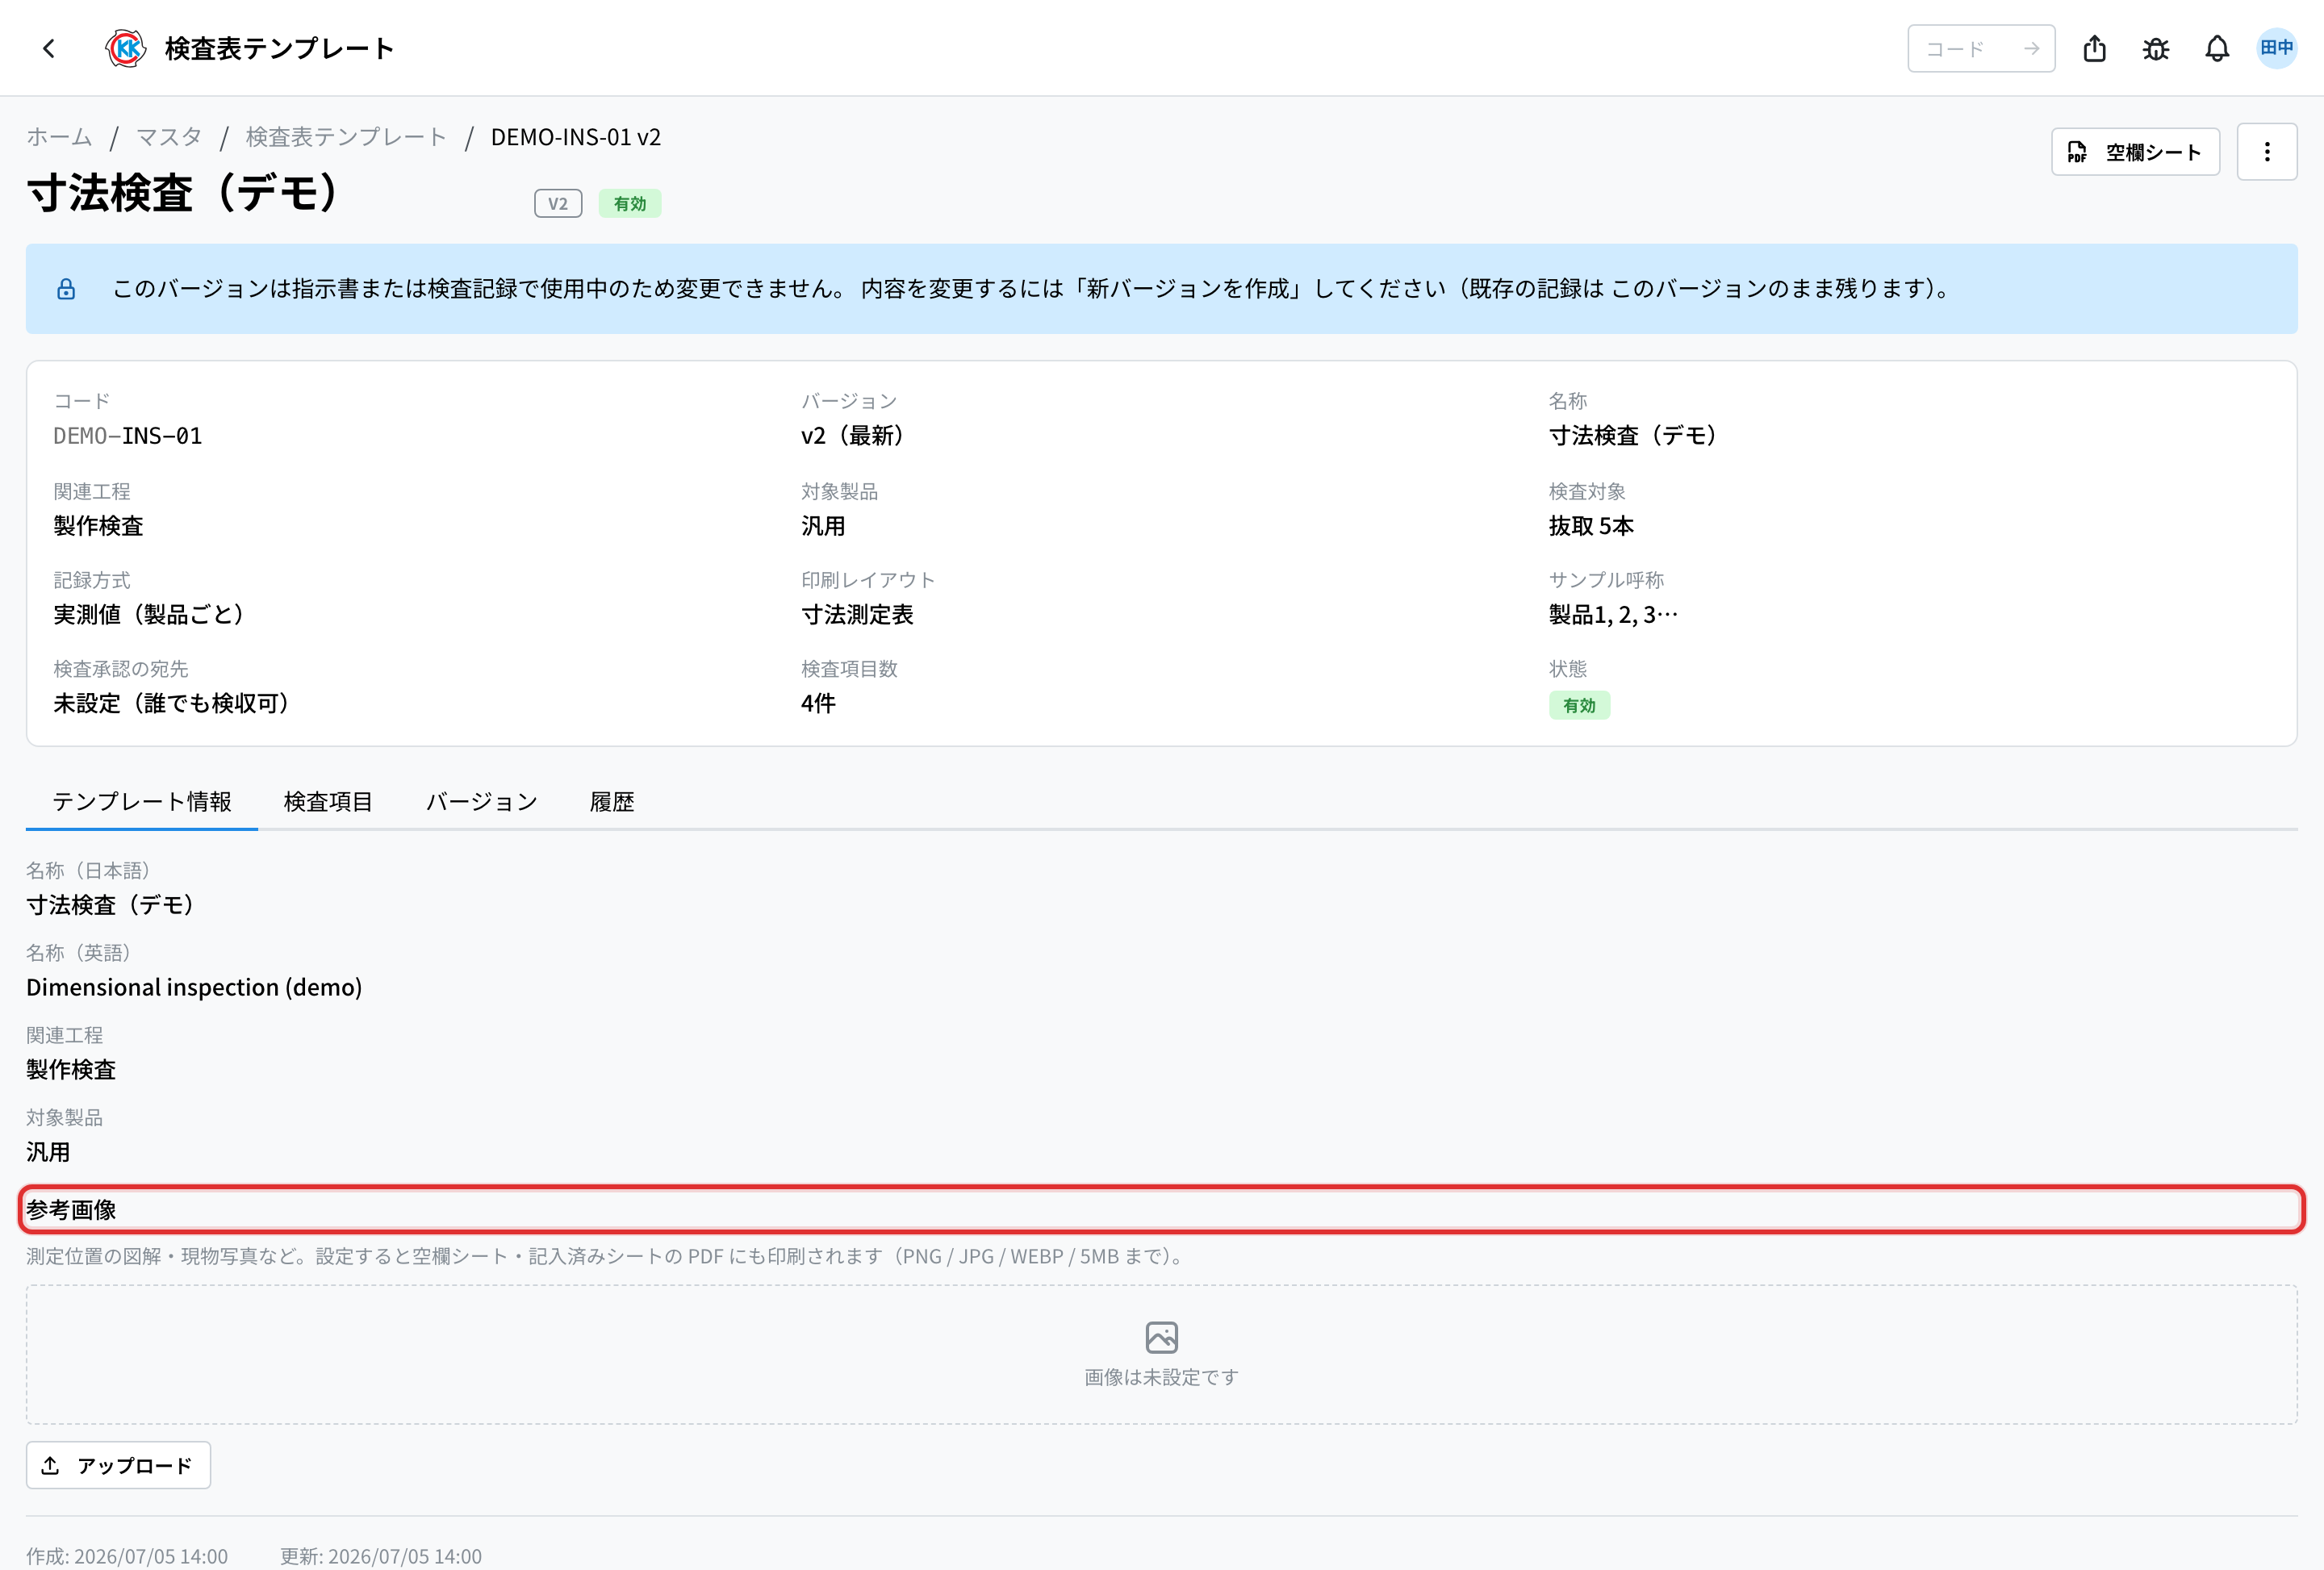 検査表テンプレート
コード
田中
ホーム / マスタ / 検査表テンプレート / DEMO-INS-01 v2
PDF 空欄シート
寸法検査（デモ） V2 有効
このバージョンは指示書または検査記録で使用中のため変更できません。 内容を変更するには「新バージョンを作成」してください（既存の記録は このバージョンのまま残ります）。
コード バージョン 名称
DEMO-INS-01 v2（最新） 寸法検査（デモ）
関連工程 対象製品 検査対象
製作検査 汎用 抜取 5本
記録方式 印刷レイアウト サンプル呼称
実測値（製品ごと） 寸法測定表 製品1, 2, 3…
検査承認の宛先 検査項目数 状態
未設定（誰でも検収可） 4件 有効
テンプレート情報 検査項目 バージョン 履歴
名称（日本語）
寸法検査（デモ）
名称（英語）
Dimensional inspection (demo)
関連工程
製作検査
対象製品
汎用
参考画像
測定位置の図解・現物写真など。設定すると空欄シート・記入済みシートの PDF にも印刷されます（PNG / JPG / WEBP / 5MB まで）。
画像は未設定です
アップロード
作成: 2026/07/05 14:00 更新: 2026/07/05 14:00